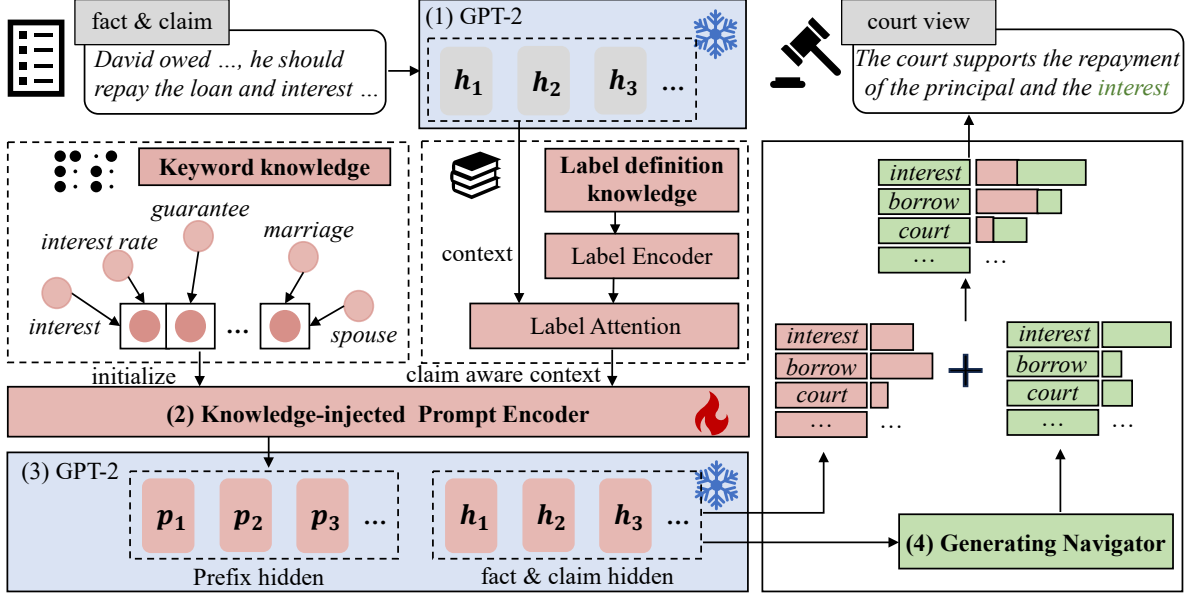 fact & claim
David owed …, he should
repay the loan and interest …
(1) GPT-2
h₁ h₂ h₃ …
court view
The court supports the repayment
of the principal and the interest
Keyword knowledge
guarantee
interest rate
marriage
interest
…
spouse
initialize
Label definition
knowledge
context
Label Encoder
Label Attention
claim aware context
(2) Knowledge-injected Prompt Encoder
(3) GPT-2
p₁ p₂ p₃ …
Prefix hidden
h₁ h₂ h₃ …
fact & claim hidden
interest
borrow
court
… …
interest
borrow
court
… …
+
interest
borrow
court
… …
(4) Generating Navigator